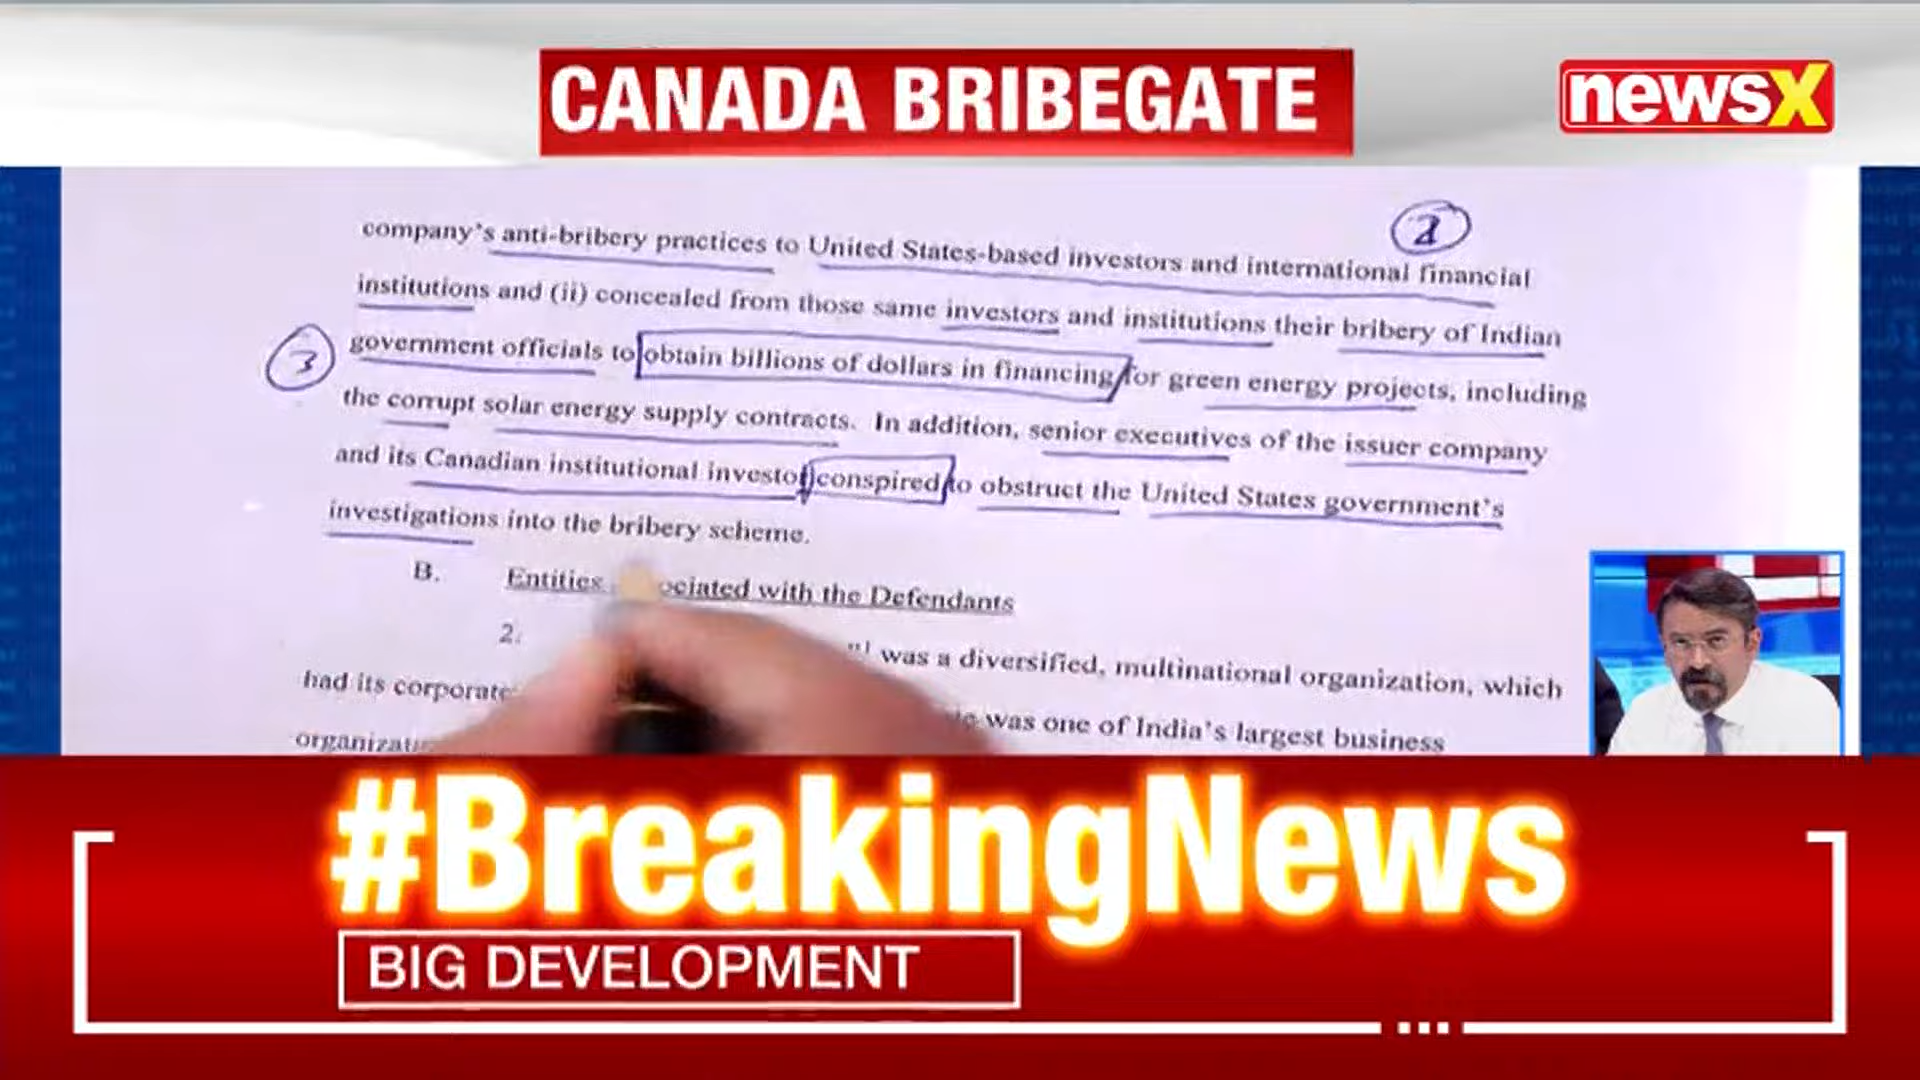 CANADA BRIBEGATE
newsX
2
company's anti-bribery practices to United States-based investors and international financial
institutions and (ii) concealed from those same investors and institutions their bribery of Indian
3
government officials to obtain billions of dollars in financing for green energy projects, including
the corrupt solar energy supply contracts. In addition, senior executives of the issuer company
and its Canadian institutional investor conspired to obstruct the United States government's
investigations into the bribery scheme.
B. Entities with the Defendants
2. was a diversified, multinational organization, which
had its corporate was one of India's largest business
#BreakingNews
BIG DEVELOPMENT